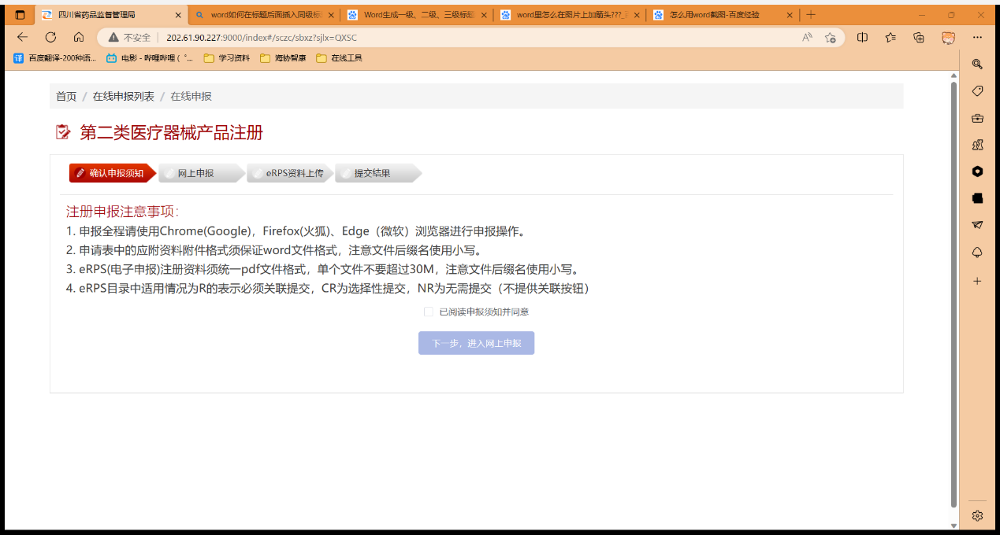 四川省药品监督管理局
word如何在标题后面插入同级标
Word生成一级、二级、三级标题
word里怎么在图片上加箭头???_
怎么用word截图-百度经验
不安全 202.61.90.227:9000/index#/sczc/sbxz?sjlx=QXSC
译 百度翻译-200种语... 电影 - 哔哩哔哩 ( ゜... 学习资料 海协智康 在线工具
首页 / 在线申报列表 / 在线申报
第二类医疗器械产品注册
确认申报须知 网上申报 eRPS资料上传 提交结果
注册申报注意事项：
1. 申报全程请使用Chrome(Google)，Firefox(火狐)、Edge（微软）浏览器进行申报操作。
2. 申请表中的应附资料附件格式须保证word文件格式，注意文件后缀名使用小写。
3. eRPS(电子申报)注册资料须统一pdf文件格式，单个文件不要超过30M，注意文件后缀名使用小写。
4. eRPS目录中适用情况为R的表示必须关联提交，CR为选择性提交，NR为无需提交（不提供关联按钮）
已阅读申报须知并同意
下一步，进入网上申报